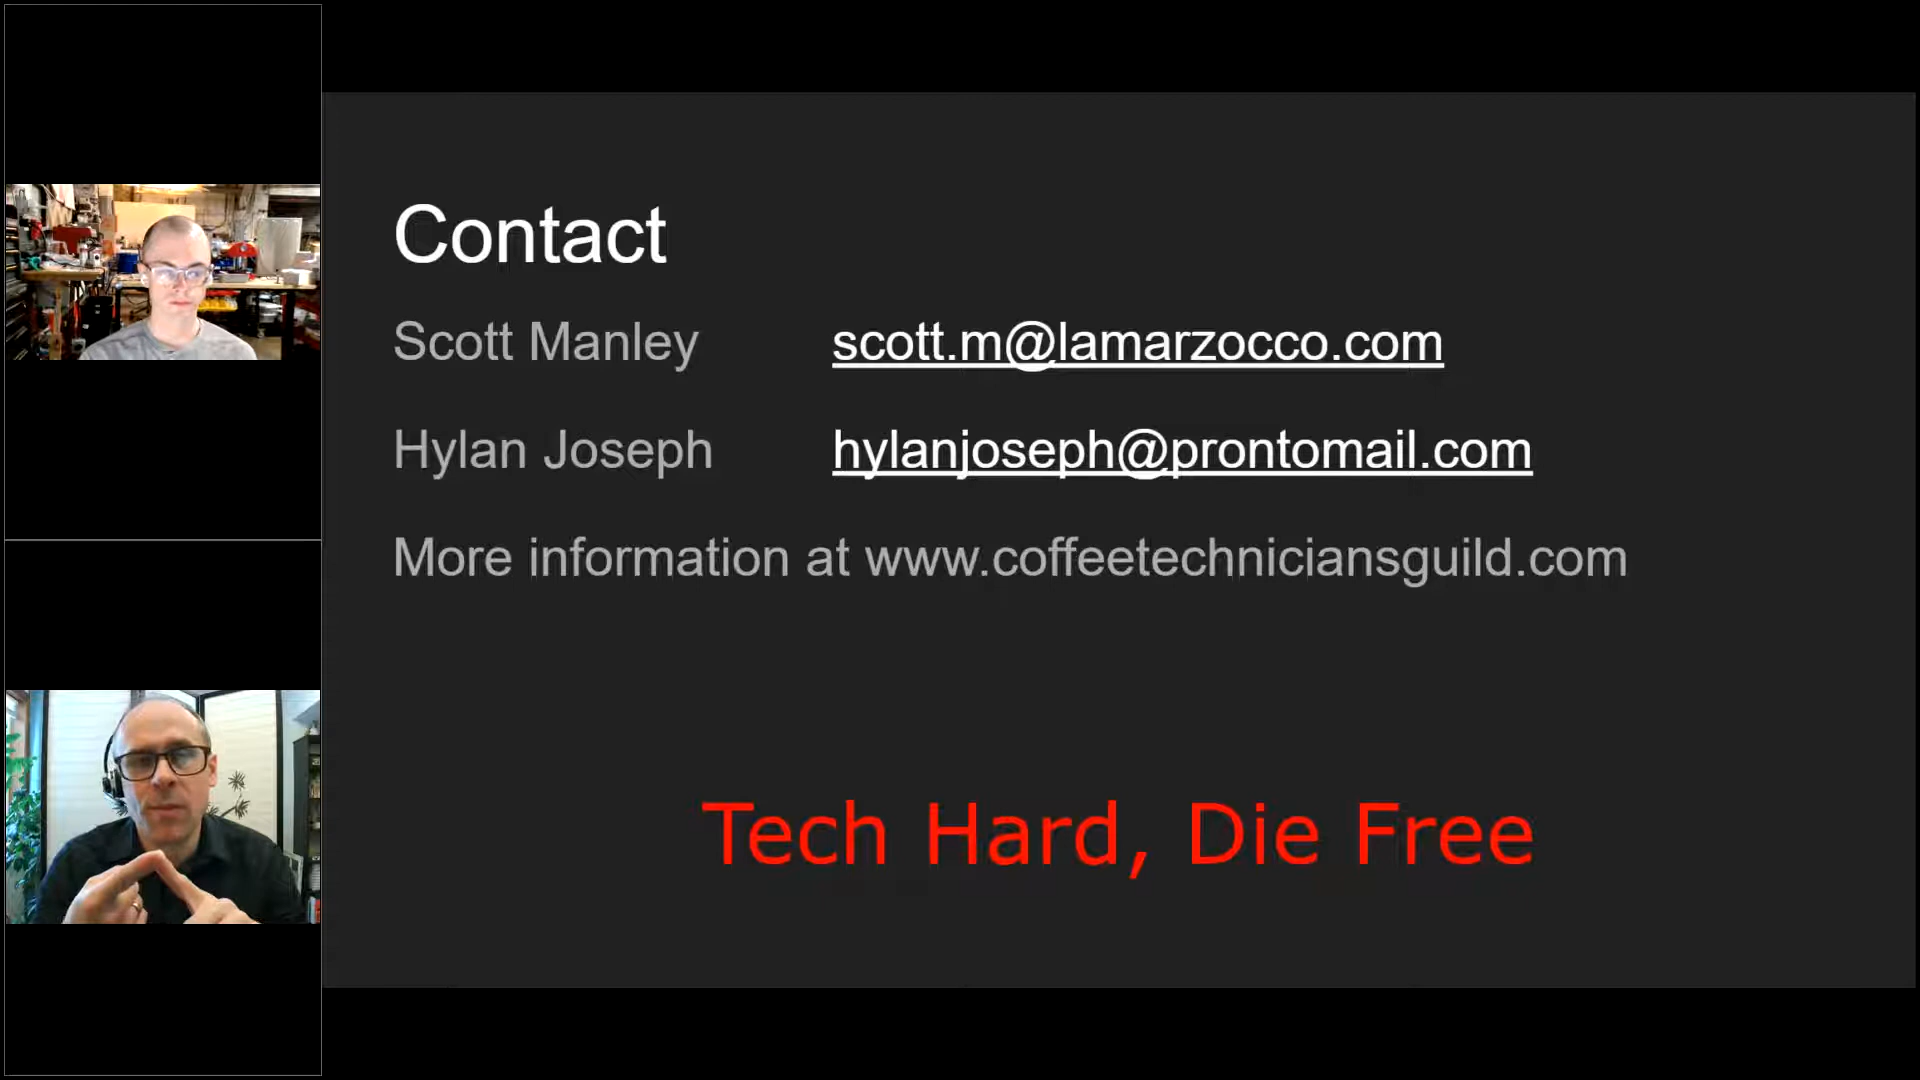 Contact
Scott Manley scott.m@lamarzocco.com
Hylan Joseph hylanjoseph@prontomail.com
More information at www.coffeetechniciansguild.com
Tech Hard, Die Free